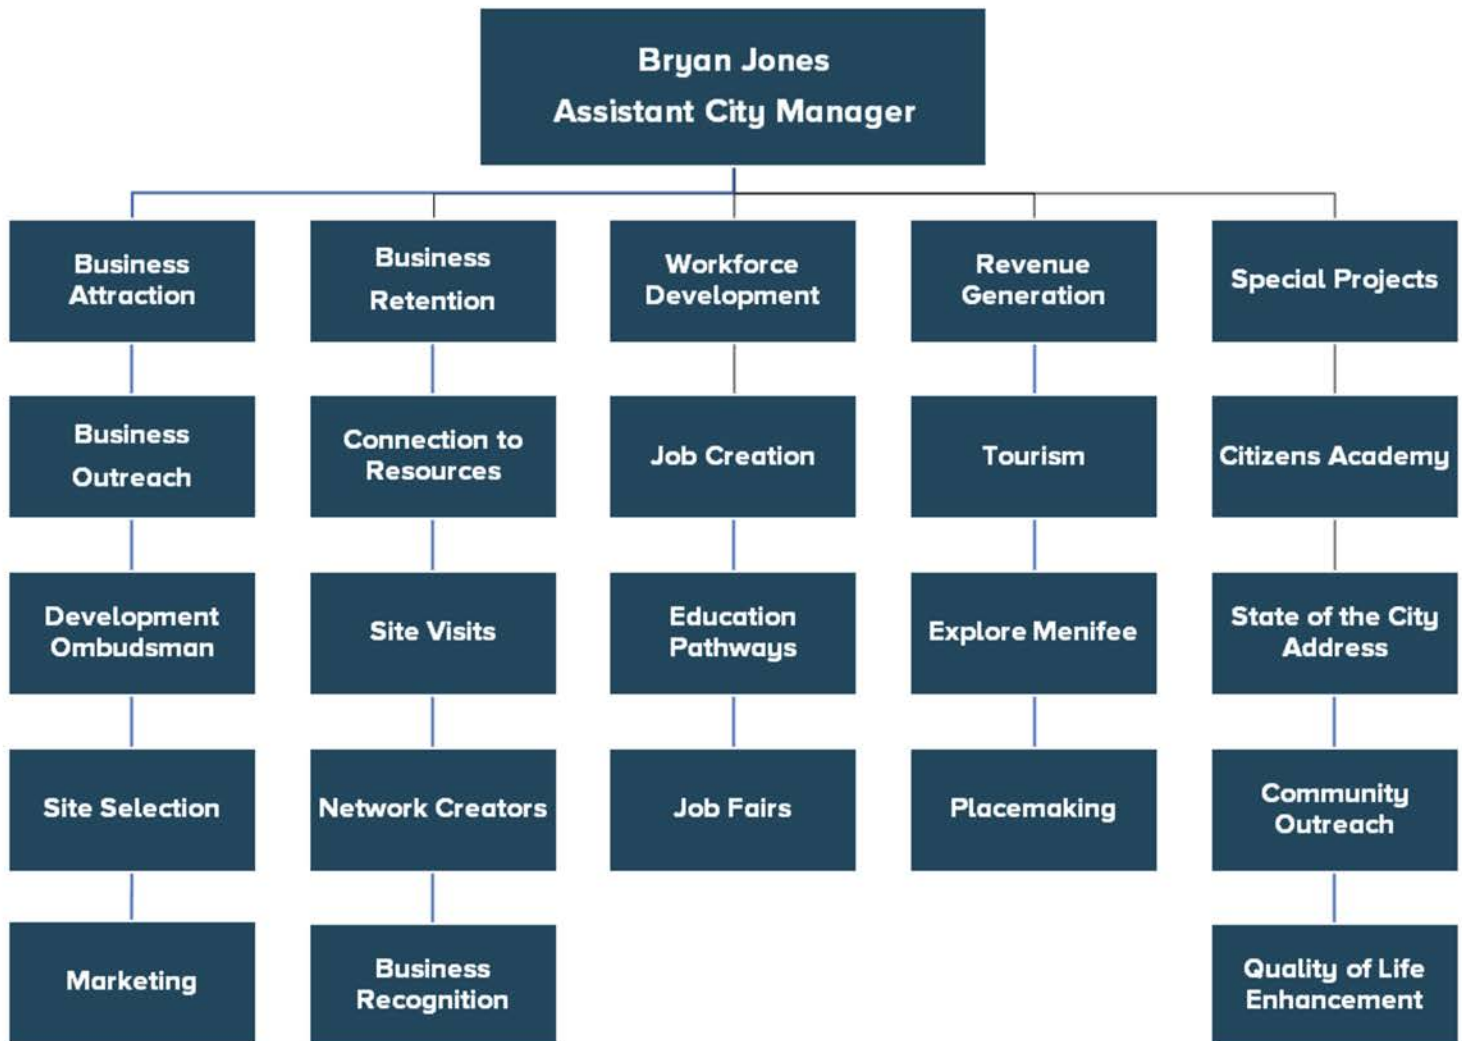 Bryan Jones
Assistant City Manager
Business
Attraction
Business
Retention
Workforce
Development
Revenue
Generation
Special Projects
Business
Outreach
Connection to
Resources
Job Creation
Tourism
Citizens Academy
Development
Ombudsman
Site Visits
Education
Pathways
Explore Menifee
State of the City
Address
Site Selection
Network Creators
Job Fairs
Placemaking
Community
Outreach
Marketing
Business
Recognition
Quality of Life
Enhancement